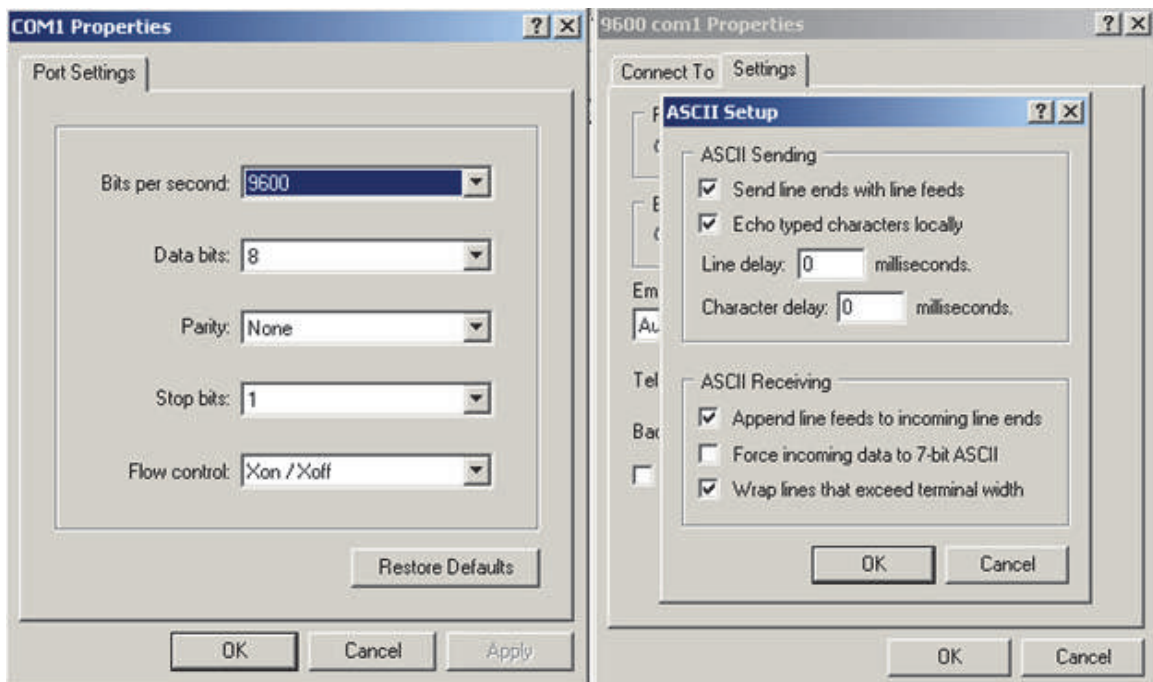 COM1 Properties
Port Settings
Bits per second: 9600
Data bits: 8
Parity: None
Stop bits: 1
Flow control: Xon / Xoff
Restore Defaults
OK Cancel Apply
9600 com1 Properties
Connect To Settings
ASCII Setup
ASCII Sending
Send line ends with line feeds
Echo typed characters locally
Line delay: 0 milliseconds.
Character delay: 0 milliseconds.
ASCII Receiving
Append line feeds to incoming line ends
Force incoming data to 7-bit ASCII
Wrap lines that exceed terminal width
OK Cancel
Em
Au
Tel
Bac
OK Cancel